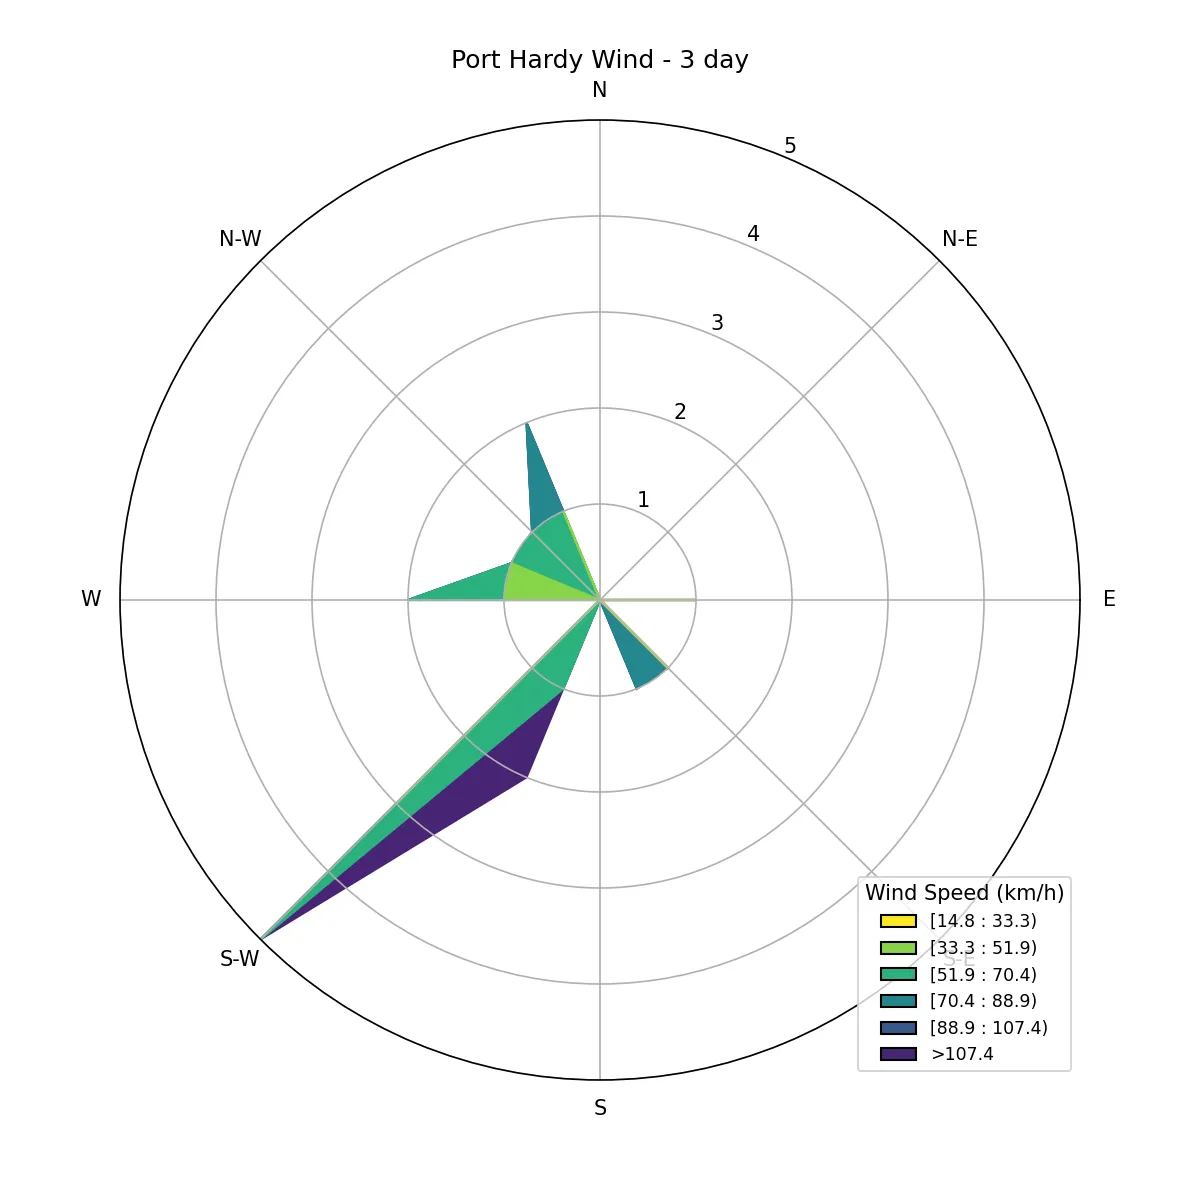 Port Hardy Wind - 3 day
N
5
N-W
N-E
4
3
2
1
W
E
S-W
S-E
Wind Speed (km/h)
[14.8 : 33.3)
[33.3 : 51.9)
[51.9 : 70.4)
[70.4 : 88.9)
[88.9 : 107.4)
>107.4
S